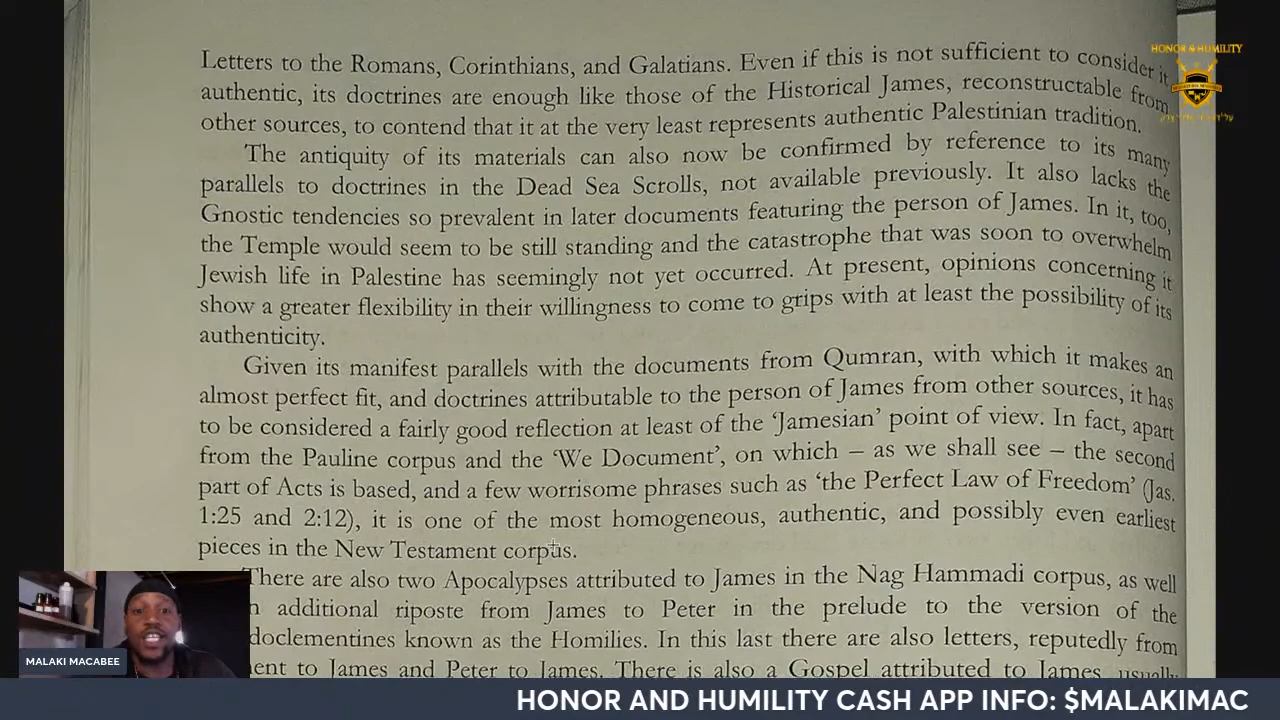 Letters to the Romans, Corinthians, and Galatians. Even if this is not sufficient to consider it
authentic, its doctrines are enough like those of the Historical James, reconstructable from
other sources, to contend that it at the very least represents authentic Palestinian tradition.
The antiquity of its materials can also now be confirmed by reference to its many
parallels to doctrines in the Dead Sea Scrolls, not available previously. It also lacks the
Gnostic tendencies so prevalent in later documents featuring the person of James. In it, too,
the Temple would seem to be still standing and the catastrophe that was soon to overwhelm
Jewish life in Palestine has seemingly not yet occurred. At present, opinions concerning it
show a greater flexibility in their willingness to come to grips with at least the possibility of its
authenticity.
Given its manifest parallels with the documents from Qumran, with which it makes an
almost perfect fit, and doctrines attributable to the person of James from other sources, it has
to be considered a fairly good reflection at least of the ‘Jamesian’ point of view. In fact, apart
from the Pauline corpus and the ‘We Document’, on which – as we shall see – the second
part of Acts is based, and a few worrisome phrases such as ‘the Perfect Law of Freedom’ (Jas.
1:25 and 2:12), it is one of the most homogeneous, authentic, and possibly even earliest
pieces in the New Testament corpus.
There are also two Apocalypses attributed to James in the Nag Hammadi corpus, as well
n additional riposte from James to Peter in the prelude to the version of the
doclementines known as the Homilies. In this last there are also letters, reputedly from
ent to James and Peter to James. There is also a Gospel attributed to James, usually
HONOR & HUMILITY
MALAKI MACABEE
HONOR AND HUMILITY CASH APP INFO: $MALAKIMAC